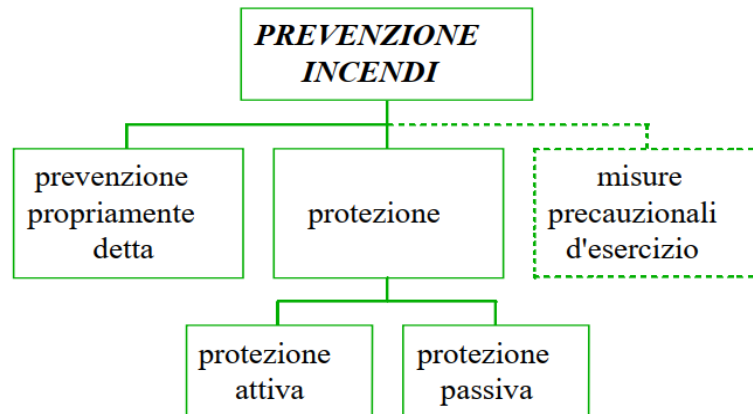 PREVENZIONE
INCENDI
prevenzione
propriamente
detta
protezione
misure
precauzionali
d'esercizio
protezione
attiva
protezione
passiva